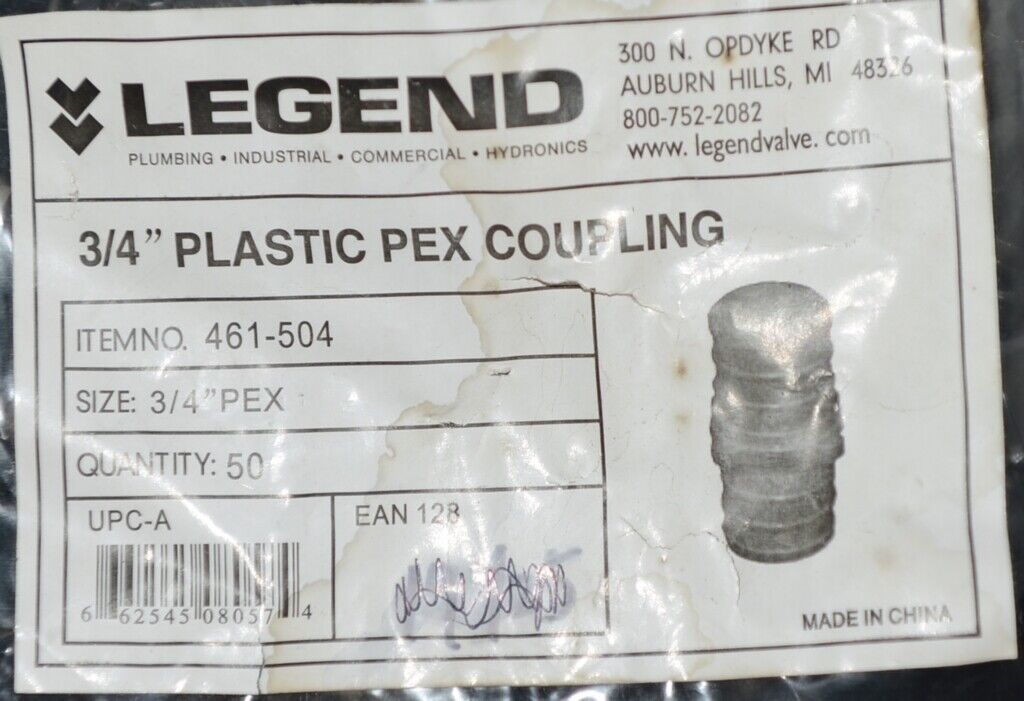 LEGEND
PLUMBING • INDUSTRIAL • COMMERCIAL • HYDRONICS
300 N. OPDYKE RD
AUBURN HILLS, MI 48326
800-752-2082
www.legendvalve.com
3/4” PLASTIC PEX COUPLING
ITEMNO. 461-504
SIZE: 3/4”PEX
QUANTITY: 50
UPC-A
6 62545 08057 4
EAN 128
MADE IN CHINA